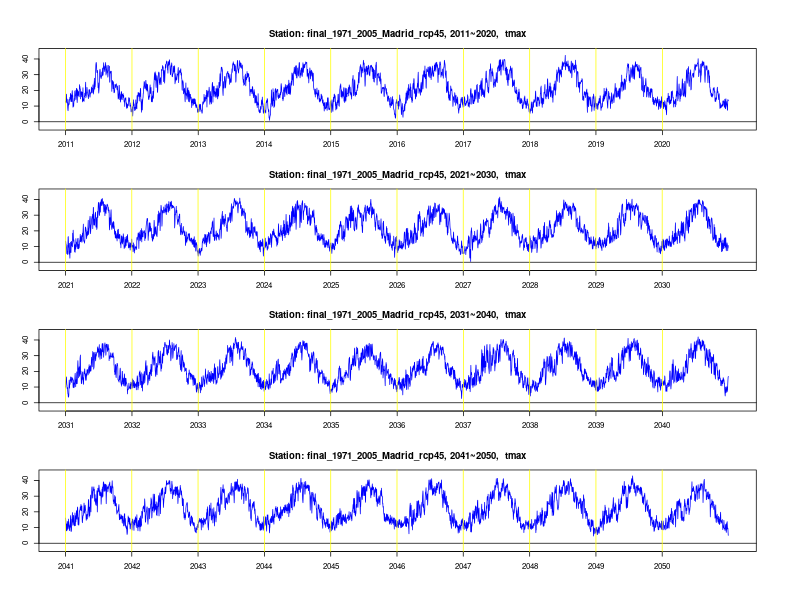 Station: final_1971_2005_Madrid_rcp45, 2011~2020, tmax
40
30
20
10
0
2011 2012 2013 2014 2015 2016 2017 2018 2019 2020
Station: final_1971_2005_Madrid_rcp45, 2021~2030, tmax
40
30
20
10
0
2021 2022 2023 2024 2025 2026 2027 2028 2029 2030
Station: final_1971_2005_Madrid_rcp45, 2031~2040, tmax
40
30
20
10
0
2031 2032 2033 2034 2035 2036 2037 2038 2039 2040
Station: final_1971_2005_Madrid_rcp45, 2041~2050, tmax
40
30
20
10
0
2041 2042 2043 2044 2045 2046 2047 2048 2049 2050